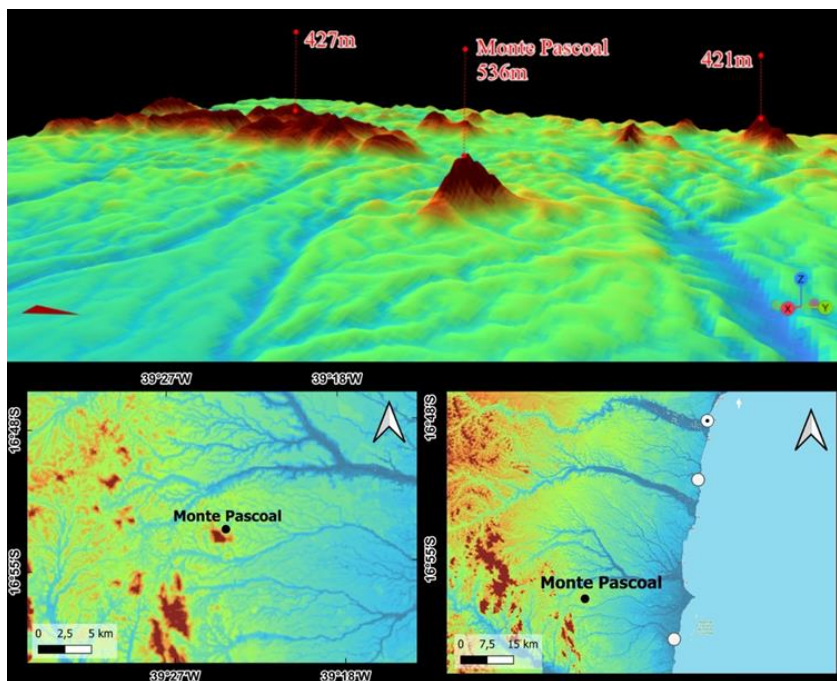 427m
Monte Pascoal
536m
421m
Z
X
Y
39°27'W
39°18'W
16°48'S
16°55'S
Monte Pascoal
0 2,5 5 km
39°27'W
39°18'W
16°48'S
16°55'S
Monte Pascoal
0 7,5 15 km